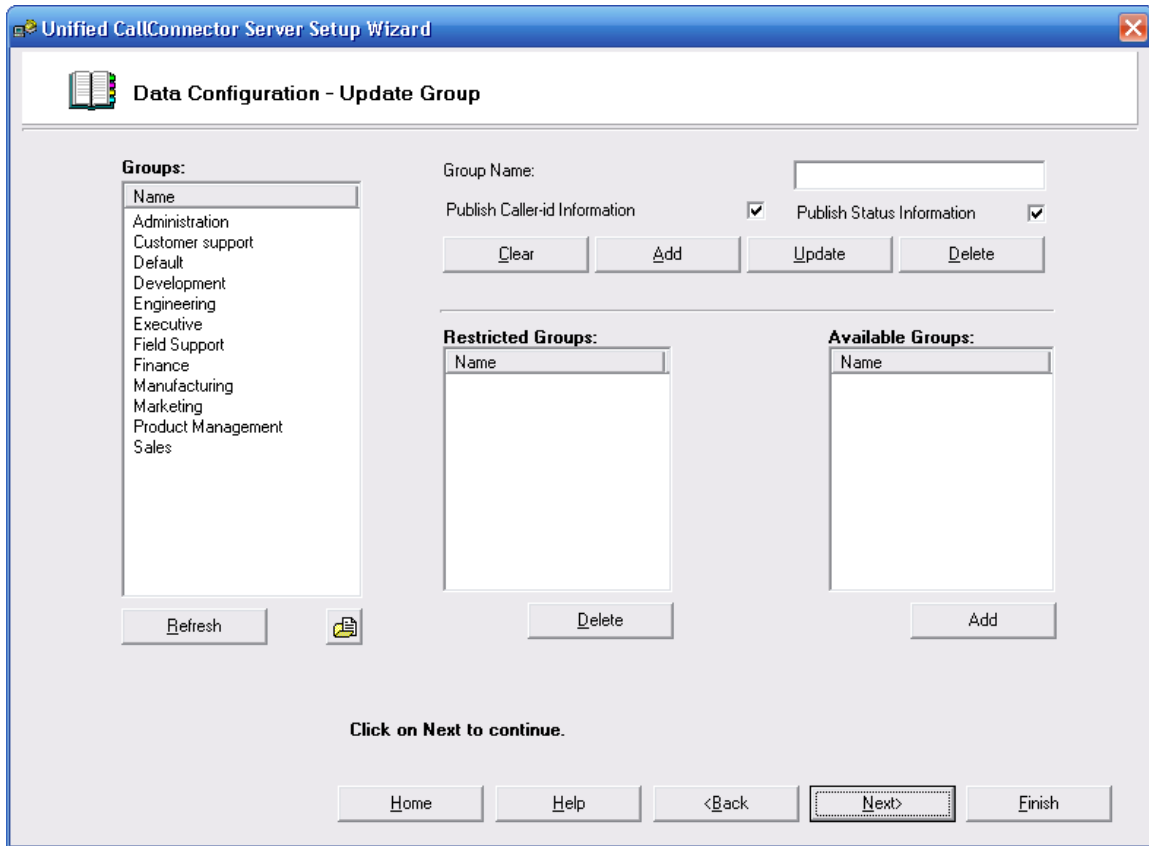 Unified CallConnector Server Setup Wizard
Data Configuration - Update Group
Groups:
Name
Administration
Customer support
Default
Development
Engineering
Executive
Field Support
Finance
Manufacturing
Marketing
Product Management
Sales
Refresh
Group Name:
Publish Caller-id Information
Publish Status Information
Clear
Add
Update
Delete
Restricted Groups:
Name
Delete
Available Groups:
Name
Add
Click on Next to continue.
Home
Help
<Back
Next>
Finish